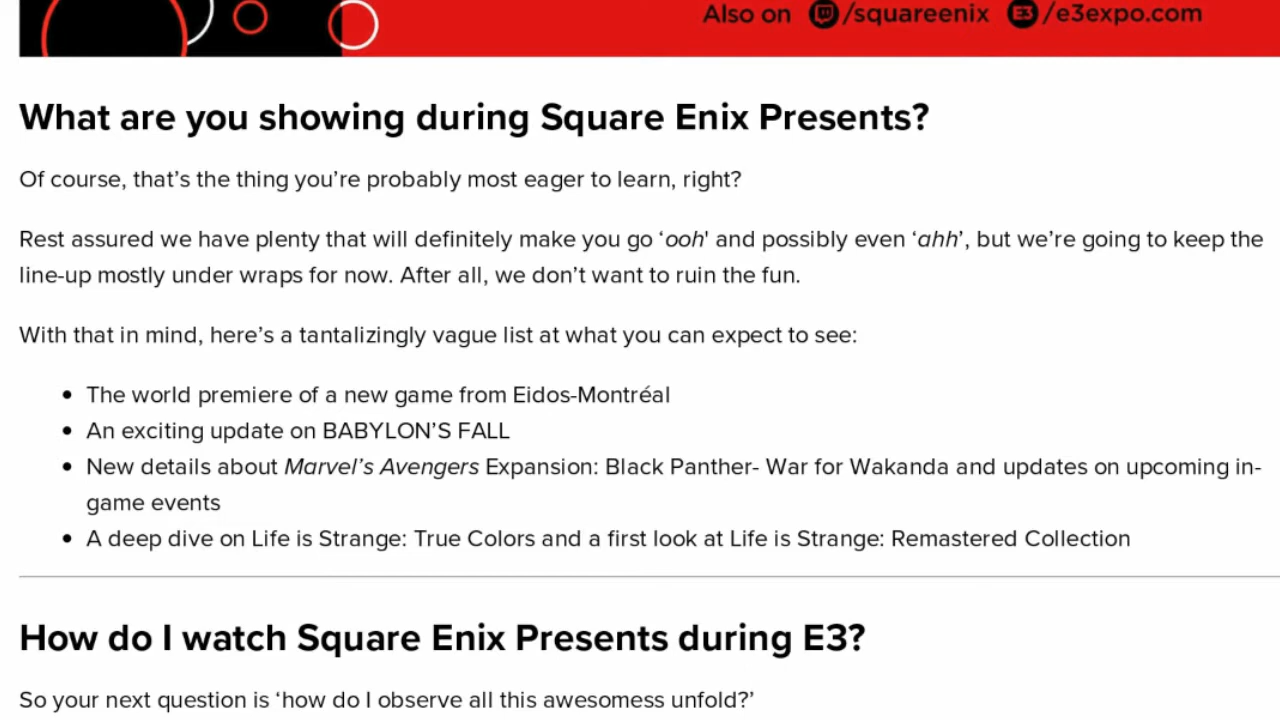 Also on /squareenix E3 /e3expo.com
What are you showing during Square Enix Presents?
Of course, that’s the thing you’re probably most eager to learn, right?
Rest assured we have plenty that will definitely make you go ‘ooh' and possibly even ‘ahh’, but we’re going to keep the
line-up mostly under wraps for now. After all, we don’t want to ruin the fun.
With that in mind, here’s a tantalizingly vague list at what you can expect to see:
• The world premiere of a new game from Eidos-Montréal
• An exciting update on BABYLON’S FALL
• New details about Marvel’s Avengers Expansion: Black Panther- War for Wakanda and updates on upcoming in-
game events
• A deep dive on Life is Strange: True Colors and a first look at Life is Strange: Remastered Collection
How do I watch Square Enix Presents during E3?
So your next question is ‘how do I observe all this awesomess unfold?’